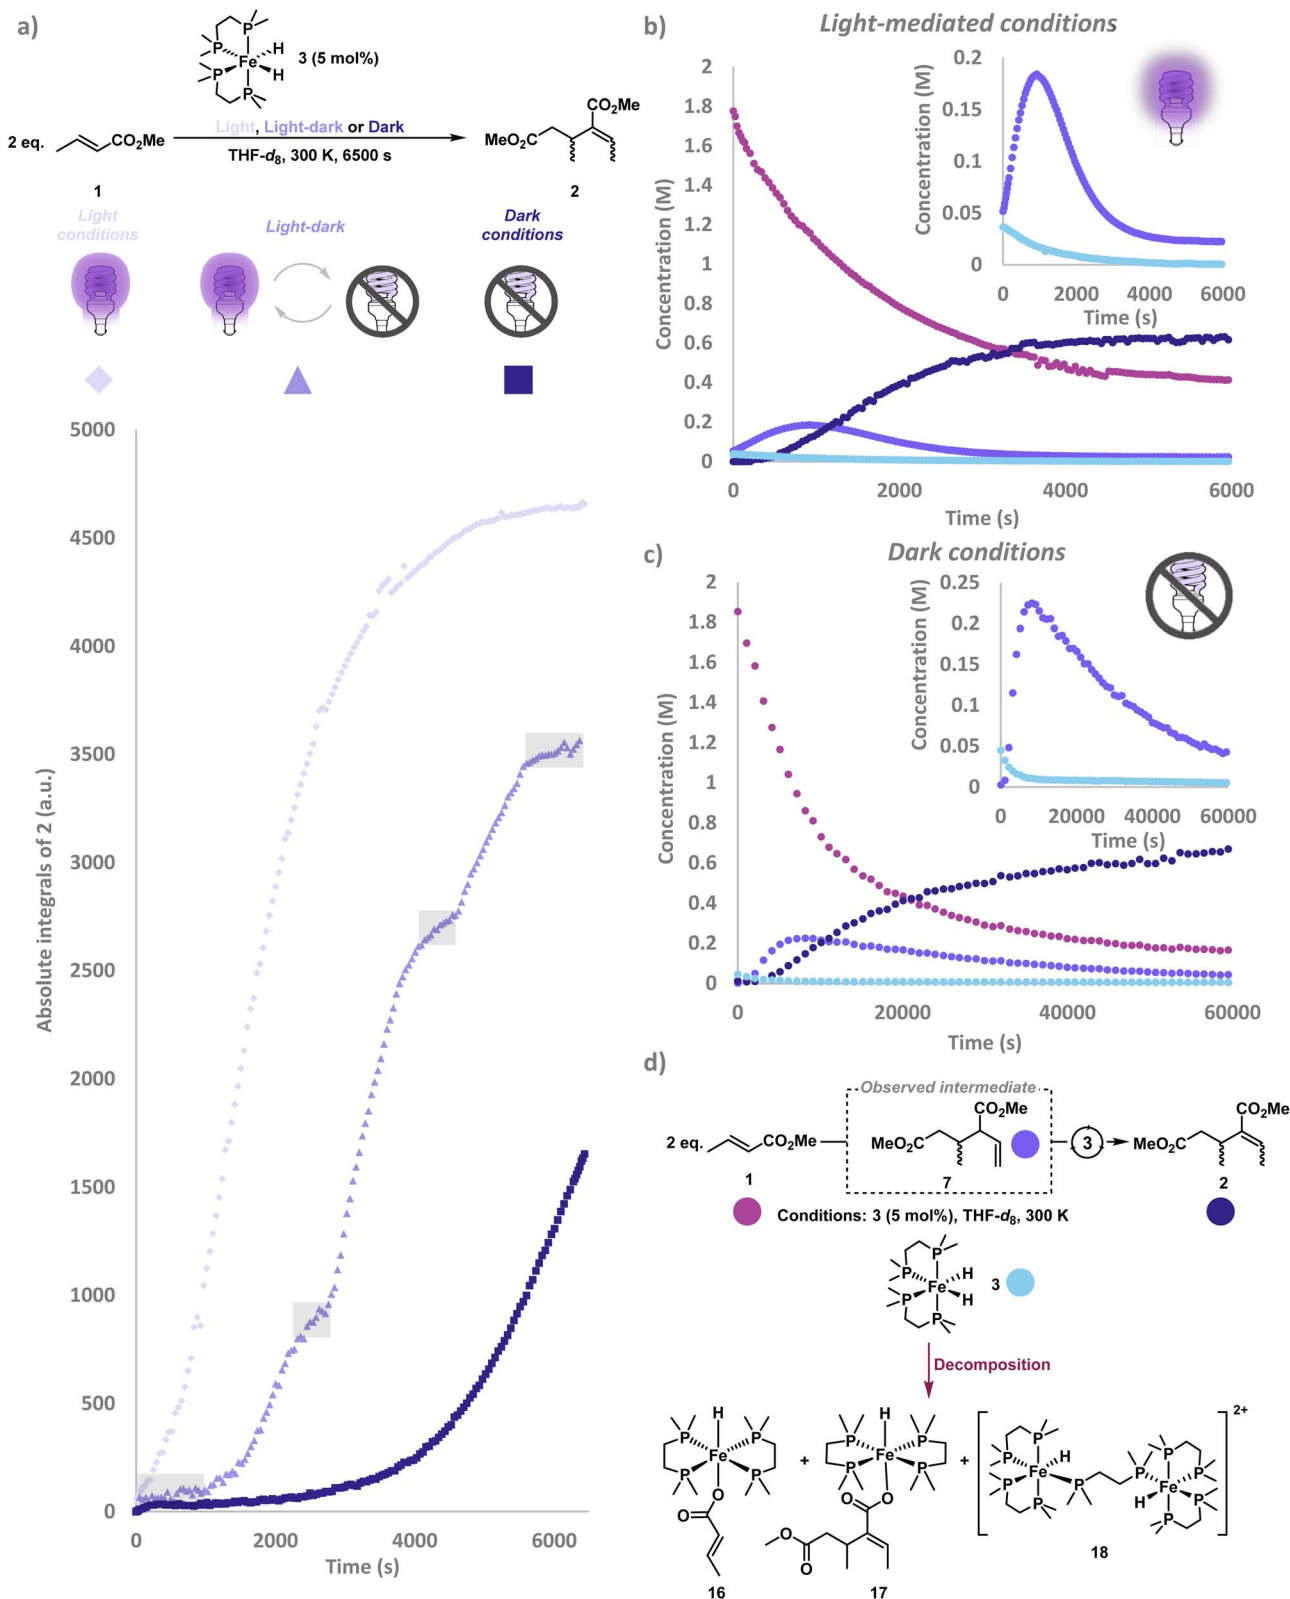 a)
P
P
P
P
Fe
H
H
3 (5 mol%)
2 eq.
CO₂Me
1
Light, Light-dark or Dark
THF-d₈, 300 K, 6500 s
CO₂Me
MeO₂C
2
Light
conditions
Light-dark
Dark
conditions
5000
4500
4000
3500
3000
2500
2000
1500
1000
500
0
Absolute integrals of 2 (a.u.)
0
2000
4000
6000
Time (s)
b)
Light-mediated conditions
2
1.8
1.6
1.4
1.2
1
0.8
0.6
0.4
0.2
0
Concentration (M)
0
2000
4000
6000
Time (s)
0.2
0.15
0.1
0.05
0
Concentration (M)
0
2000
4000
6000
Time (s)
c)
Dark conditions
2
1.8
1.6
1.4
1.2
1
0.8
0.6
0.4
0.2
0
Concentration (M)
0
20000
40000
60000
Time (s)
0.25
0.2
0.15
0.1
0.05
0
Concentration (M)
0
20000
40000
60000
Time (s)
d)
Observed intermediate
2 eq.
CO₂Me
1
CO₂Me
MeO₂C
7
3
CO₂Me
MeO₂C
2
Conditions: 3 (5 mol%), THF-d₈, 300 K
P
P
P
P
Fe
H
H
3
Decomposition
H
P
P
Fe
P
P
O
O
16
+
H
P
P
Fe
P
P
O
O
O
O
17
+
2+
P
P
P
P
Fe
H
P
P
P
P
P
P
Fe
H
18